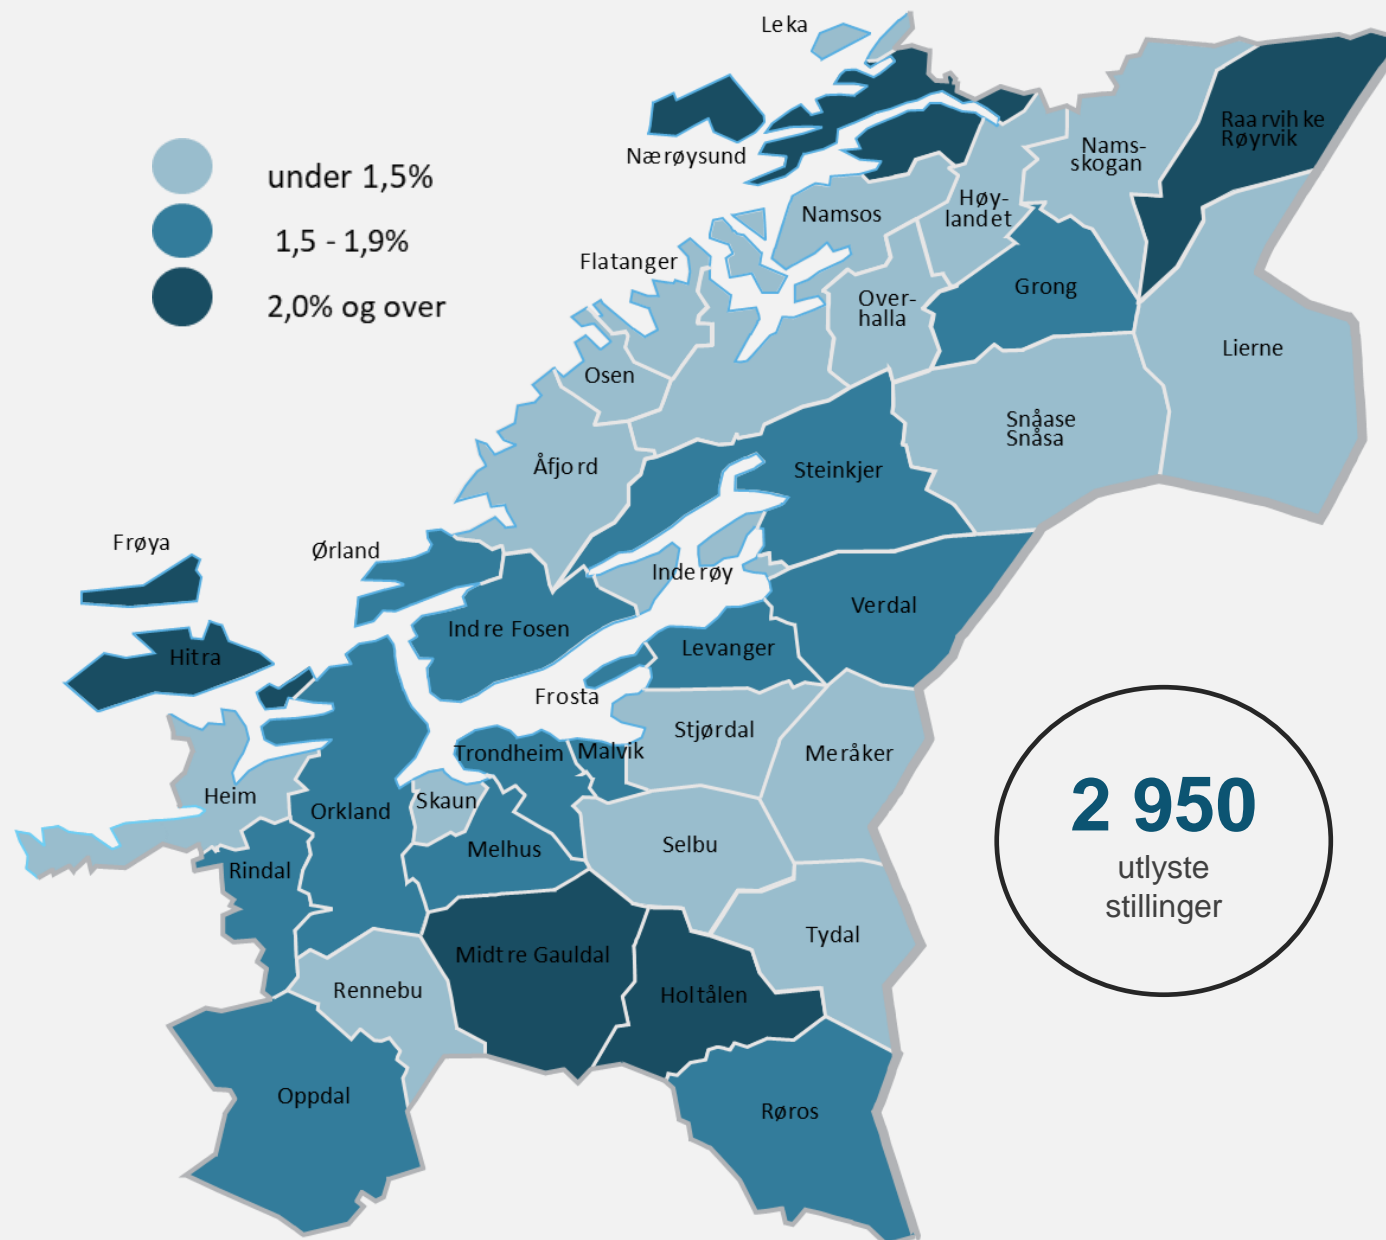 Leka
under 1,5%
1,5 - 1,9%
2,0% og over
Nærøysund
Raarvihke
Røyrvik
Nams-
skogan
Namsos
Høy-
landet
Flatanger
Over-
halla
Grong
Lierne
Osen
Snåase
Snåsa
Åfjord
Steinkjer
Frøya
Ørland
Inderøy
Verdal
Indre Fosen
Hitra
Levanger
Frosta
Stjørdal
Meråker
Trondheim
Malvik
Heim
Orkland
Skaun
Melhus
Selbu
Rindal
Tydal
Midtre Gauldal
Rennebu
Holtålen
Oppdal
Røros
2 950
utlyste
stillinger